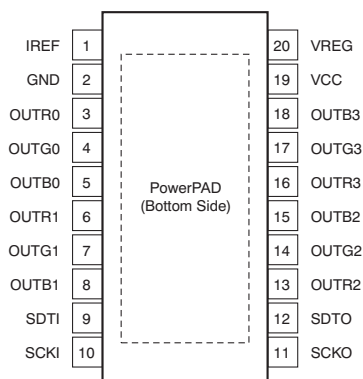 IREF 1 20 VREG
GND 2 19 VCC
OUTR0 3 18 OUTB3
OUTG0 4 17 OUTG3
OUTB0 5 16 OUTR3
PowerPAD
(Bottom Side)
OUTR1 6 15 OUTB2
OUTG1 7 14 OUTG2
OUTB1 8 13 OUTR2
SDTI 9 12 SDTO
SCKI 10 11 SCKO